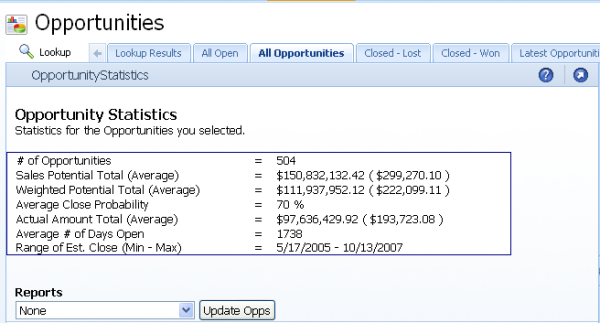 Opportunities
Lookup Lookup Results All Open All Opportunities Closed - Lost Closed - Won Latest Opportuniti
OpportunityStatistics
Opportunity Statistics
Statistics for the Opportunities you selected.
# of Opportunities = 504
Sales Potential Total (Average) = $150,832,132.42 ( $299,270.10 )
Weighted Potential Total (Average) = $111,937,952.12 ( $222,099.11 )
Average Close Probability = 70 %
Actual Amount Total (Average) = $97,636,429.92 ( $193,723.08 )
Average # of Days Open = 1738
Range of Est. Close (Min - Max) = 5/17/2005 - 10/13/2007
Reports
None Update Opps